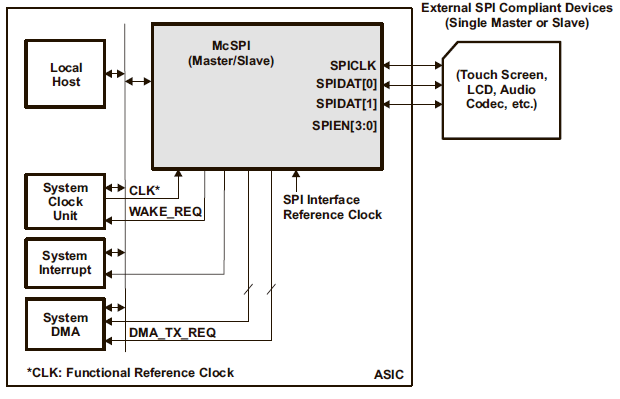 External SPI Compliant Devices
(Single Master or Slave)
McSPI
(Master/Slave)
Local
Host
SPICLK
SPIDAT[0]
SPIDAT[1]
SPIEN[3:0]
(Touch Screen,
LCD, Audio
Codec, etc.)
System
Clock
Unit
CLK*
WAKE_REQ
SPI Interface
Reference Clock
System
Interrupt
System
DMA
DMA_TX_REQ
*CLK: Functional Reference Clock
ASIC